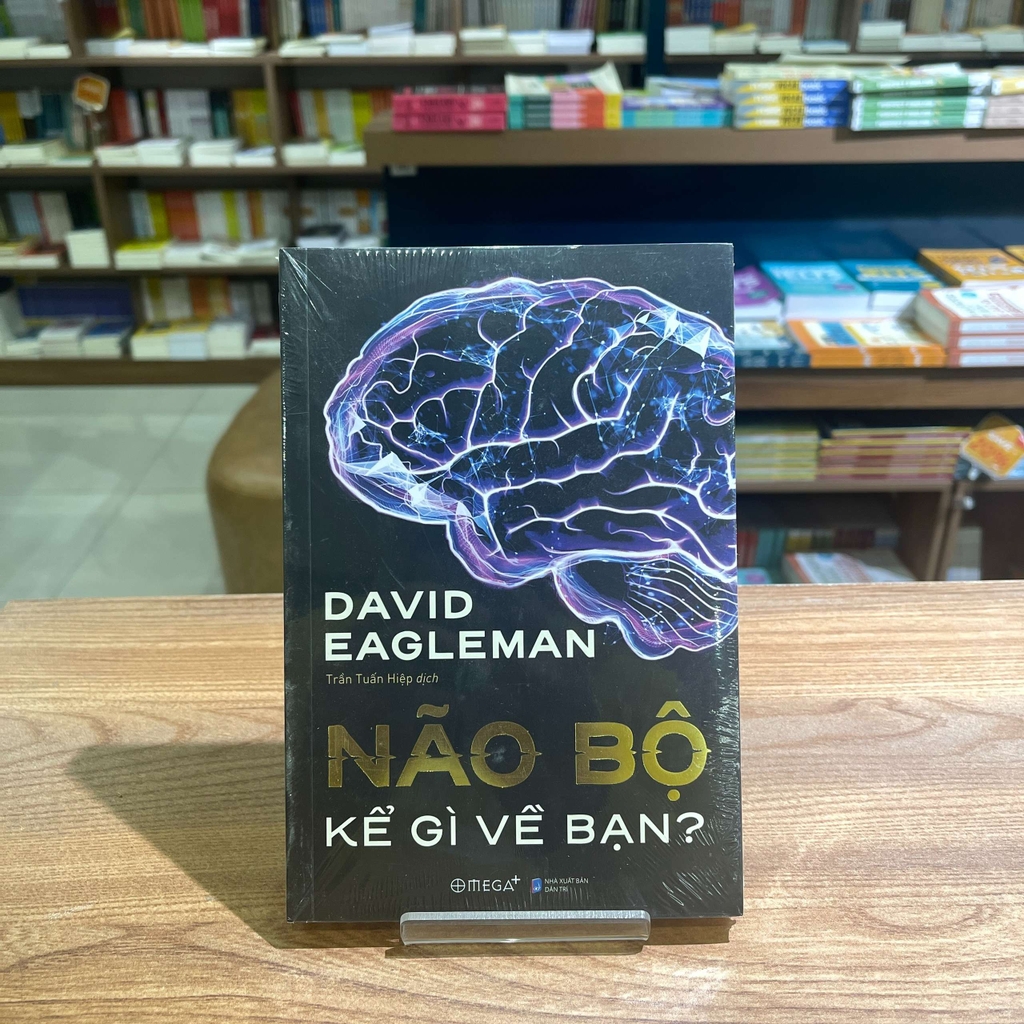 DAVID
EAGLEMAN
Trần Tuấn Hiệp dịch
NÃO BỘ
KỂ GÌ VỀ BẠN?
OMEGA+
NHÀ XUẤT BẢN
DÂN TRÍ